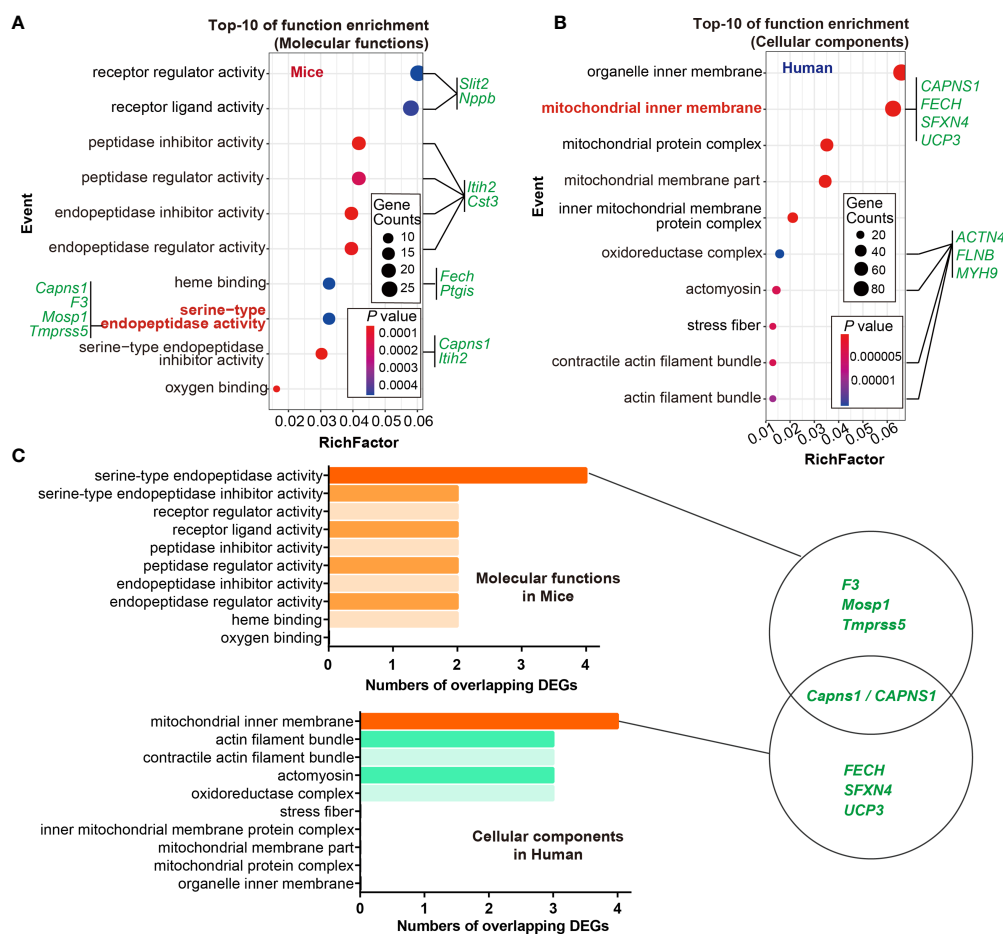 A
Top-10 of function enrichment
(Molecular functions)
Mice
Event
receptor regulator activity
receptor ligand activity
peptidase inhibitor activity
peptidase regulator activity
endopeptidase inhibitor activity
endopeptidase regulator activity
heme binding
serine−type
endopeptidase activity
serine−type endopeptidase
inhibitor activity
oxygen binding
Slit2
Nppb
Itih2
Cst3
Fech
Ptgis
Capns1
Itih2
Capns1
F3
Mosp1
Tmprss5
Gene
Counts
10
15
20
25
P value
0.0001
0.0002
0.0003
0.0004
0.02
0.03
0.04
0.05
0.06
RichFactor
B
Top-10 of function enrichment
(Cellular components)
Human
Event
organelle inner membrane
mitochondrial inner membrane
mitochondrial protein complex
mitochondrial membrane part
inner mitochondrial membrane
protein complex
oxidoreductase complex
actomyosin
stress fiber
contractile actin filament bundle
actin filament bundle
CAPNS1
FECH
SFXN4
UCP3
ACTN4
FLNB
MYH9
Gene
Counts
20
40
60
80
P value
0.000005
0.00001
0.01
0.02
0.03
0.04
0.05
0.06
RichFactor
C
serine-type endopeptidase activity
serine-type endopeptidase inhibitor activity
receptor regulator activity
receptor ligand activity
peptidase inhibitor activity
peptidase regulator activity
endopeptidase inhibitor activity
endopeptidase regulator activity
heme binding
oxygen binding
Molecular functions
in Mice
0 1 2 3 4
Numbers of overlapping DEGs
mitochondrial inner membrane
actin filament bundle
contractile actin filament bundle
actomyosin
oxidoreductase complex
stress fiber
inner mitochondrial membrane protein complex
mitochondrial membrane part
mitochondrial protein complex
organelle inner membrane
Cellular components
in Human
0 1 2 3 4
Numbers of overlapping DEGs
F3
Mosp1
Tmprss5
Capns1 / CAPNS1
FECH
SFXN4
UCP3